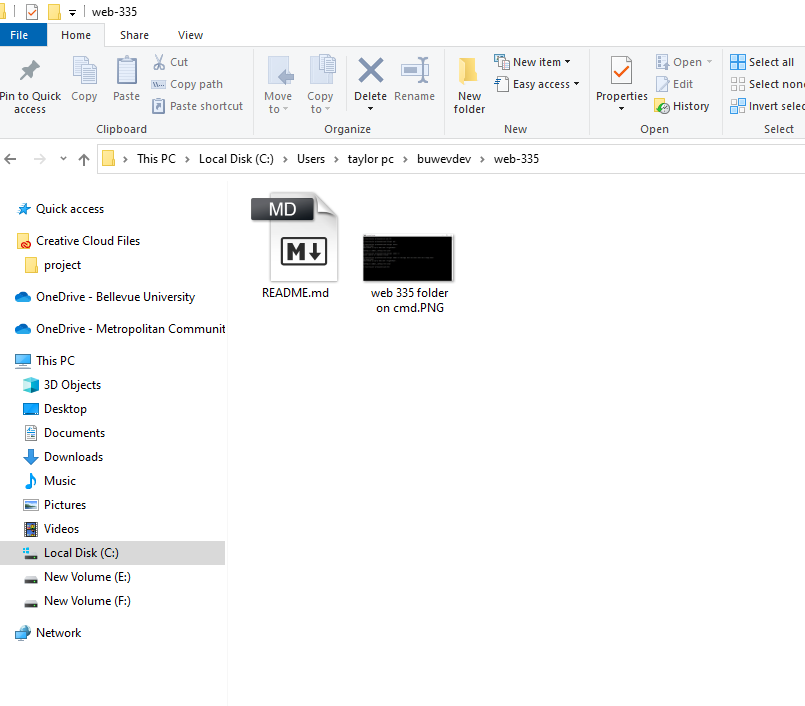 web-335
File Home Share View
Pin to Quick access
Copy
Paste
Cut
Copy path
Paste shortcut
Clipboard
Move to
Copy to
Delete
Rename
Organize
New folder
New item
Easy access
New
Properties
Open
Edit
History
Open
Select all
Select none
Invert selec
Select
This PC > Local Disk (C:) > Users > taylor pc > buwevdev > web-335
Quick access
Creative Cloud Files
project
OneDrive - Bellevue University
OneDrive - Metropolitan Communit
This PC
3D Objects
Desktop
Documents
Downloads
Music
Pictures
Videos
Local Disk (C:)
New Volume (E:)
New Volume (F:)
Network
MD
M
README.md
web 335 folder
on cmd.PNG